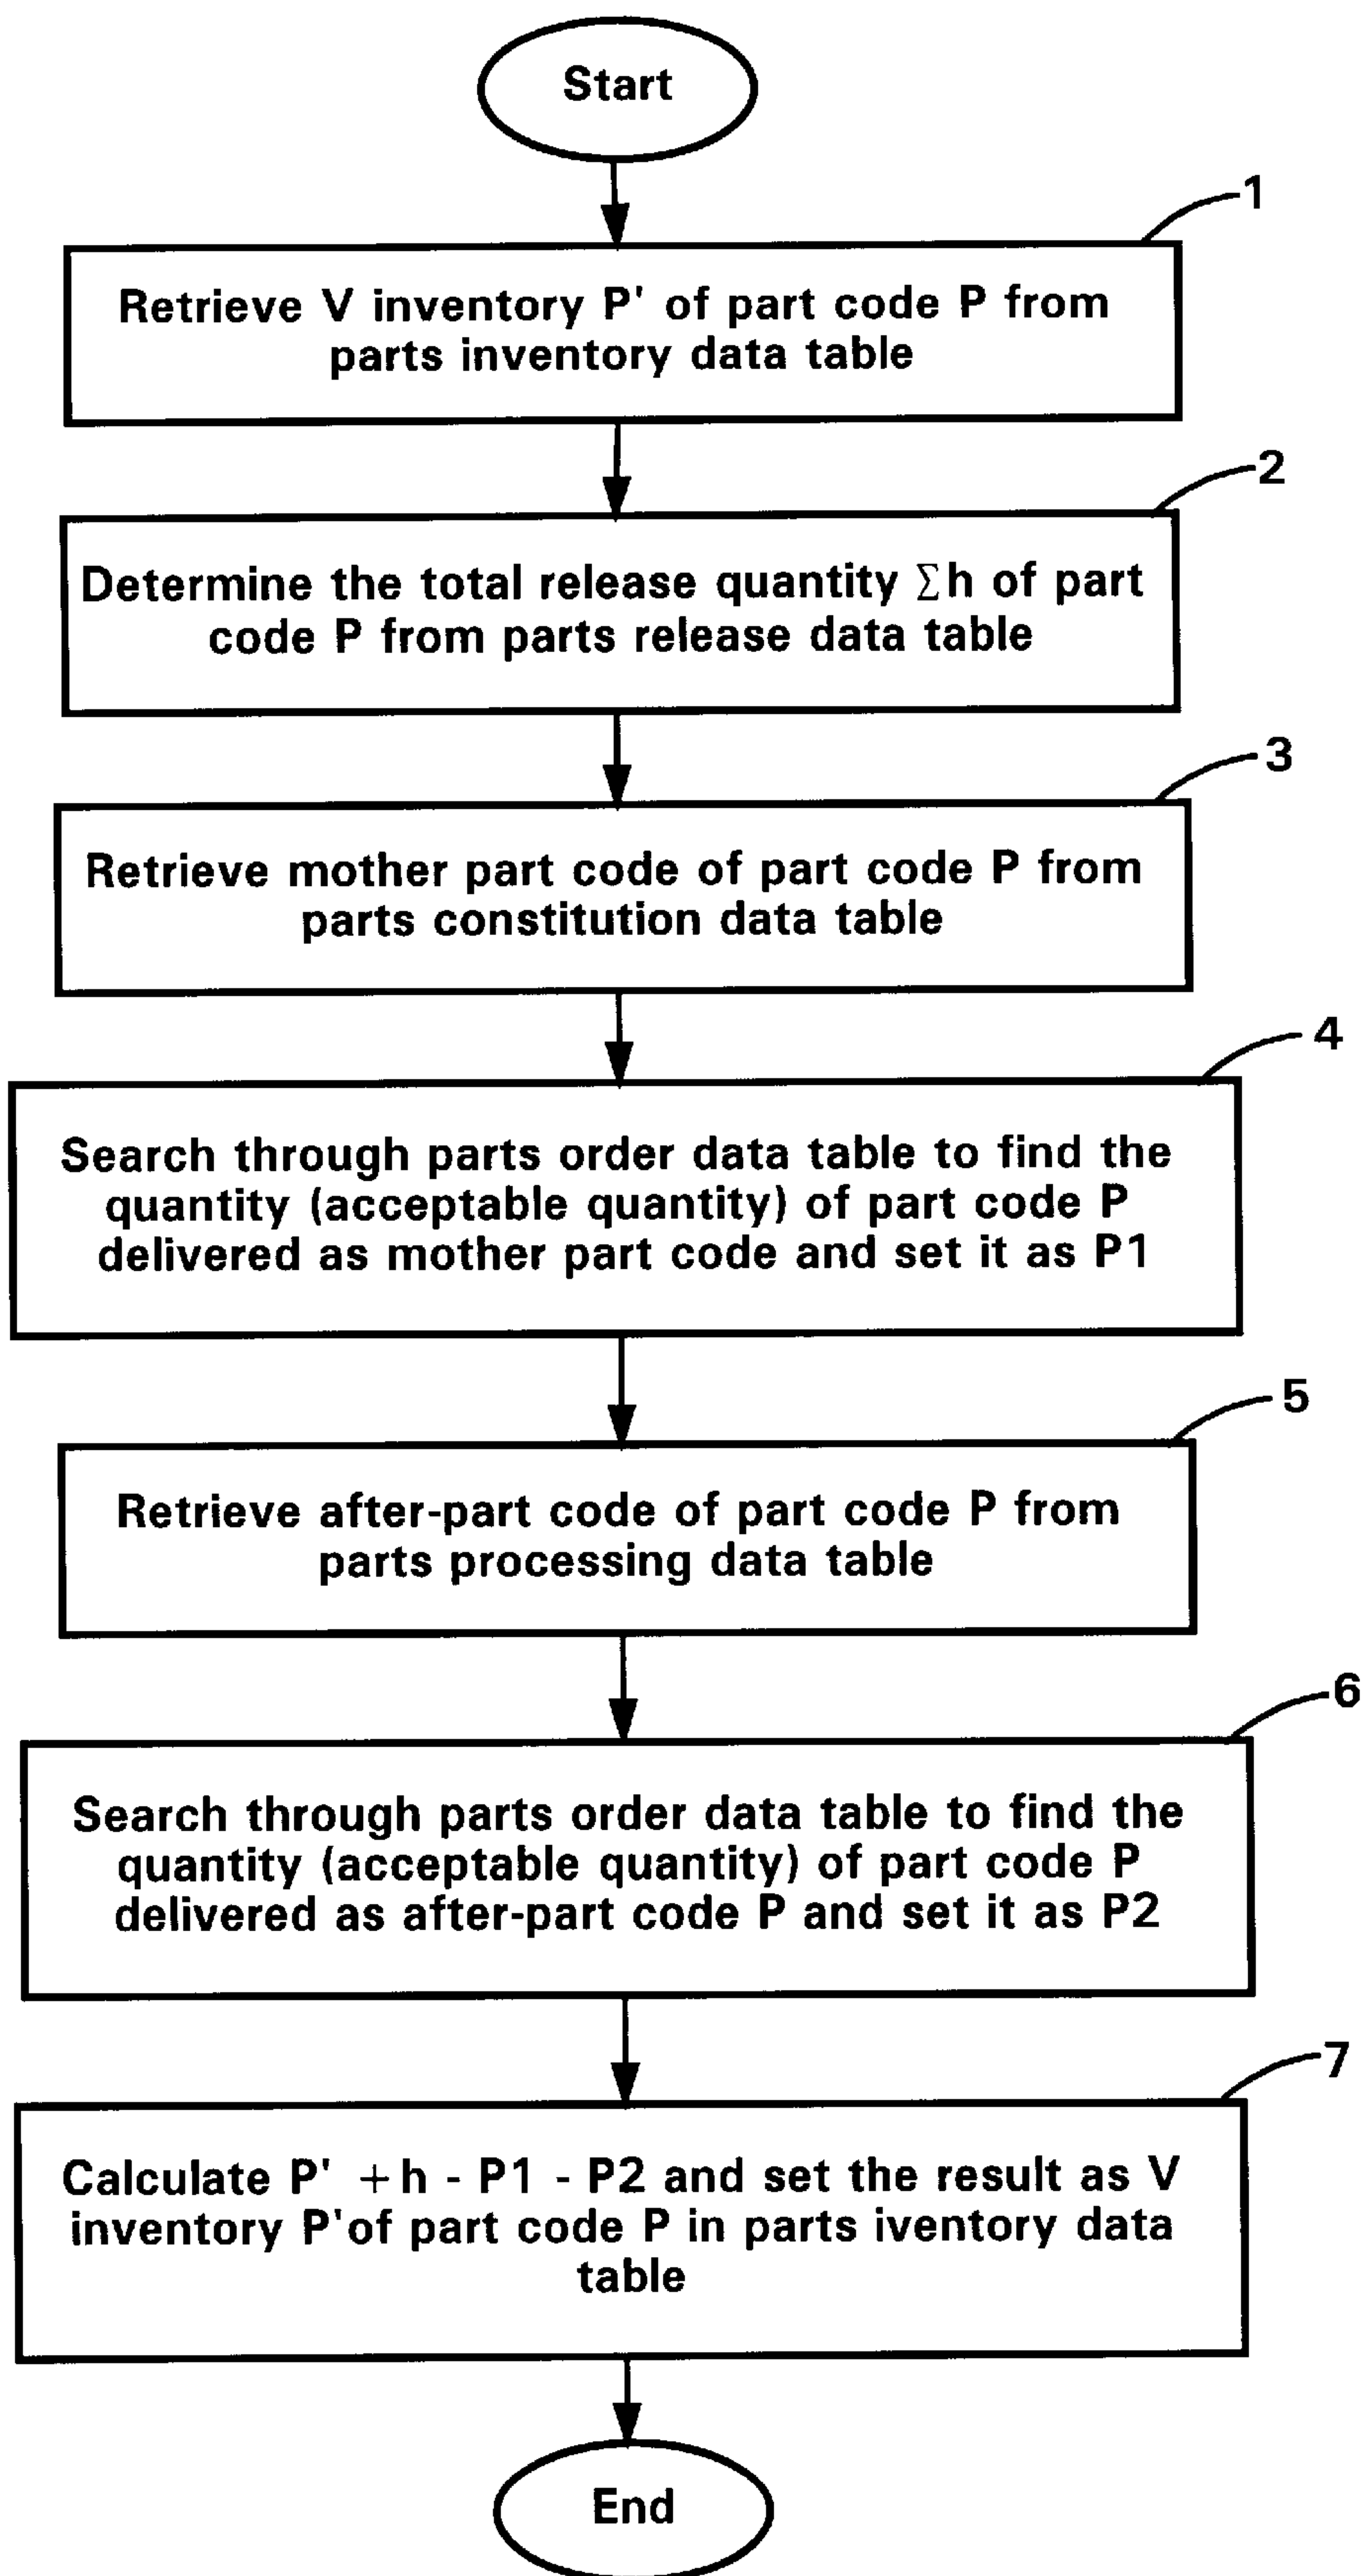 Start
1
Retrieve V inventory P' of part code P from
parts inventory data table
2
Determine the total release quantity Σh of part
code P from parts release data table
3
Retrieve mother part code of part code P from
parts constitution data table
4
Search through parts order data table to find the
quantity (acceptable quantity) of part code P
delivered as mother part code and set it as P1
5
Retrieve after-part code of part code P from
parts processing data table
6
Search through parts order data table to find the
quantity (acceptable quantity) of part code P
delivered as after-part code P and set it as P2
7
Calculate P' +h - P1 - P2 and set the result as V
inventory P'of part code P in parts iventory data
table
End